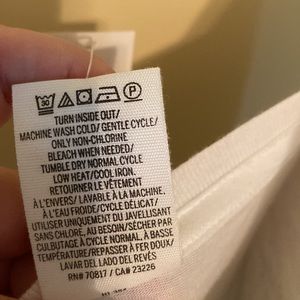 30 P
TURN INSIDE OUT/
MACHINE WASH COLD/ GENTLE CYCLE/
ONLY NON-CHLORINE
BLEACH WHEN NEEDED/
TUMBLE DRY NORMAL CYCLE
LOW HEAT/ COOL IRON.
RETOURNER LE VÊTEMENT
À L'ENVERS/ LAVABLE À LA MACHINE,
À L'EAU FROIDE/ CYCLE DÉLICAT/
UTILISER UNIQUEMENT DU JAVELLISANT
SANS CHLORE, AU BESOIN/ SÉCHAGE PAR
CULBUTAGE À CYCLE NORMAL, À BASSE
TEMPÉRATURE/ REPASSER À FER DOUX/
LAVAR DEL LADO DEL REVÉS
RN# 70817 / CA# 23226